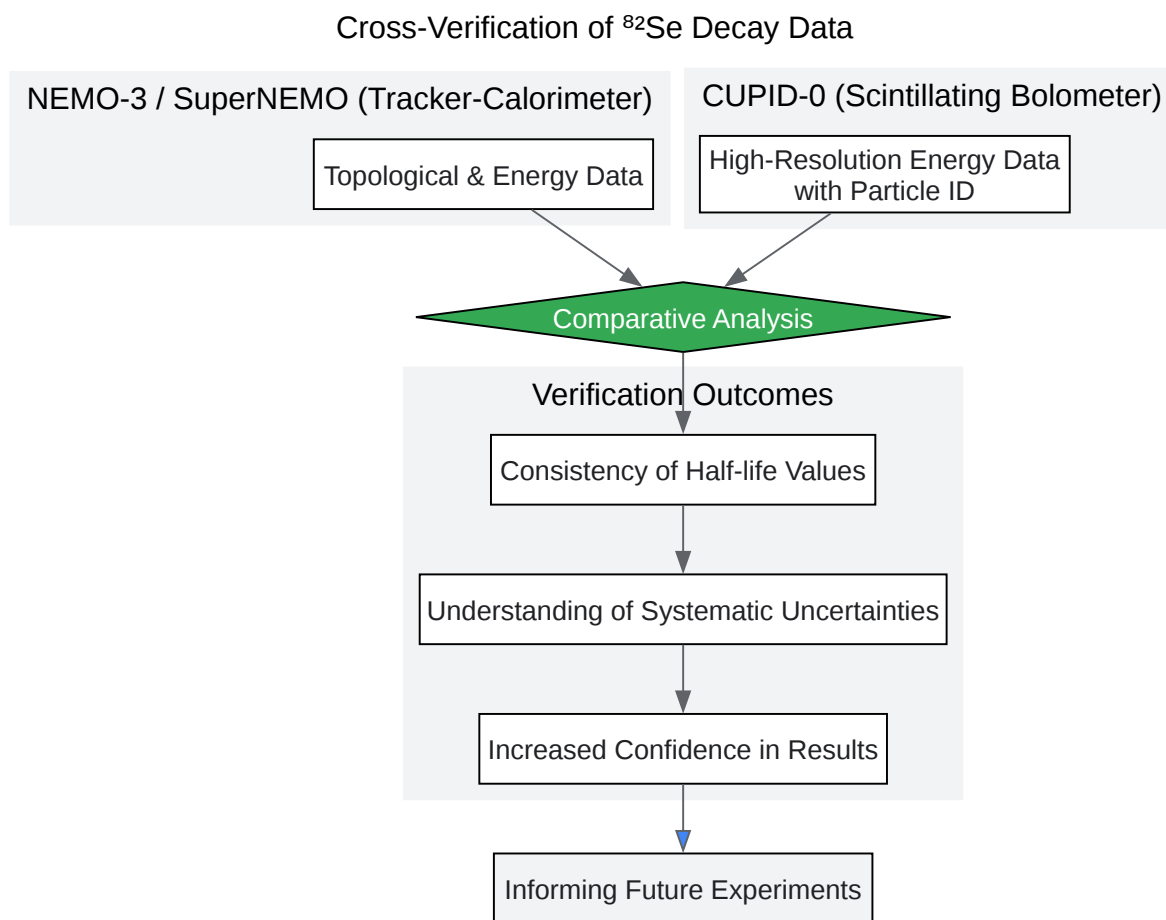 Cross-Verification of ⁸²Se Decay Data
NEMO-3 / SuperNEMO (Tracker-Calorimeter)
CUPID-0 (Scintillating Bolometer)
Topological & Energy Data
High-Resolution Energy Data
with Particle ID
Comparative Analysis
Verification Outcomes
Consistency of Half-life Values
Understanding of Systematic Uncertainties
Increased Confidence in Results
Informing Future Experiments